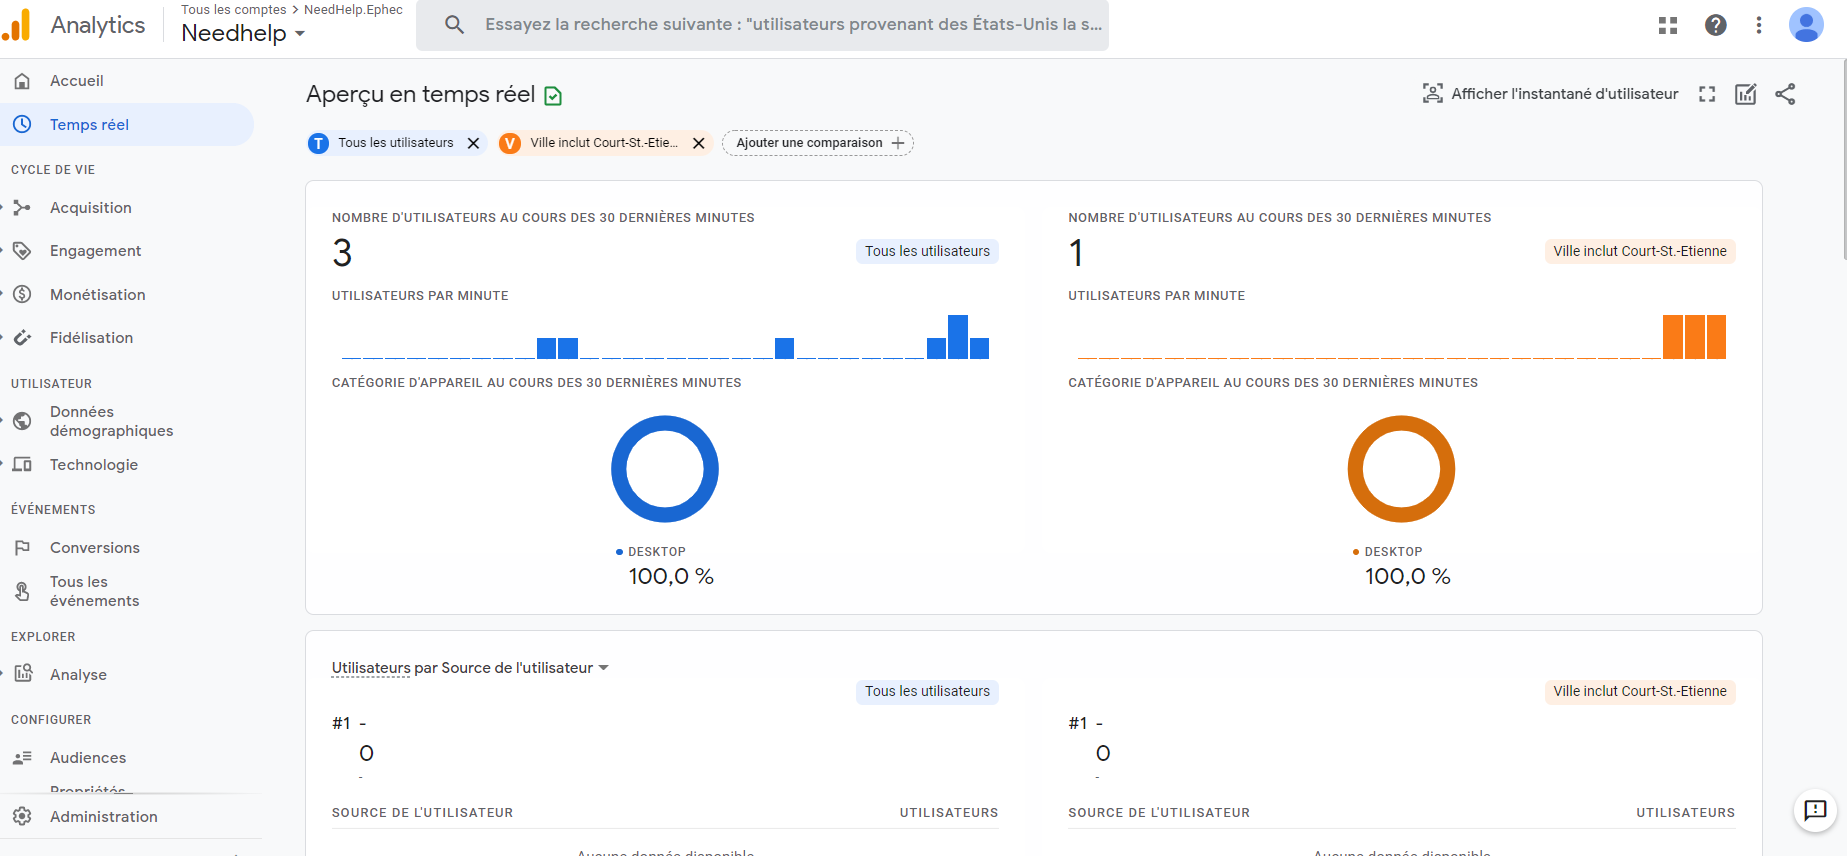 Analytics
Tous les comptes > NeedHelp.Ephec
Needhelp
Essayez la recherche suivante : "utilisateurs provenant des États-Unis la s...
Accueil
Temps réel
CYCLE DE VIE
Acquisition
Engagement
Monétisation
Fidélisation
UTILISATEUR
Données
démographiques
Technologie
ÉVÉNEMENTS
Conversions
Tous les
événements
EXPLORER
Analyse
CONFIGURER
Audiences
Propriétés
Administration
Aperçu en temps réel
Afficher l'instantané d'utilisateur
T Tous les utilisateurs
V Ville inclut Court-St.-Etie...
Ajouter une comparaison
NOMBRE D'UTILISATEURS AU COURS DES 30 DERNIÈRES MINUTES
3
Tous les utilisateurs
UTILISATEURS PAR MINUTE
CATÉGORIE D'APPAREIL AU COURS DES 30 DERNIÈRES MINUTES
DESKTOP
100,0 %
NOMBRE D'UTILISATEURS AU COURS DES 30 DERNIÈRES MINUTES
1
Ville inclut Court-St.-Etienne
UTILISATEURS PAR MINUTE
CATÉGORIE D'APPAREIL AU COURS DES 30 DERNIÈRES MINUTES
DESKTOP
100,0 %
Utilisateurs par Source de l'utilisateur
Tous les utilisateurs
#1 -
0
-
SOURCE DE L'UTILISATEUR UTILISATEURS
Aucune donnée disponible
Ville inclut Court-St.-Etienne
#1 -
0
-
SOURCE DE L'UTILISATEUR UTILISATEURS
Aucune donnée disponible